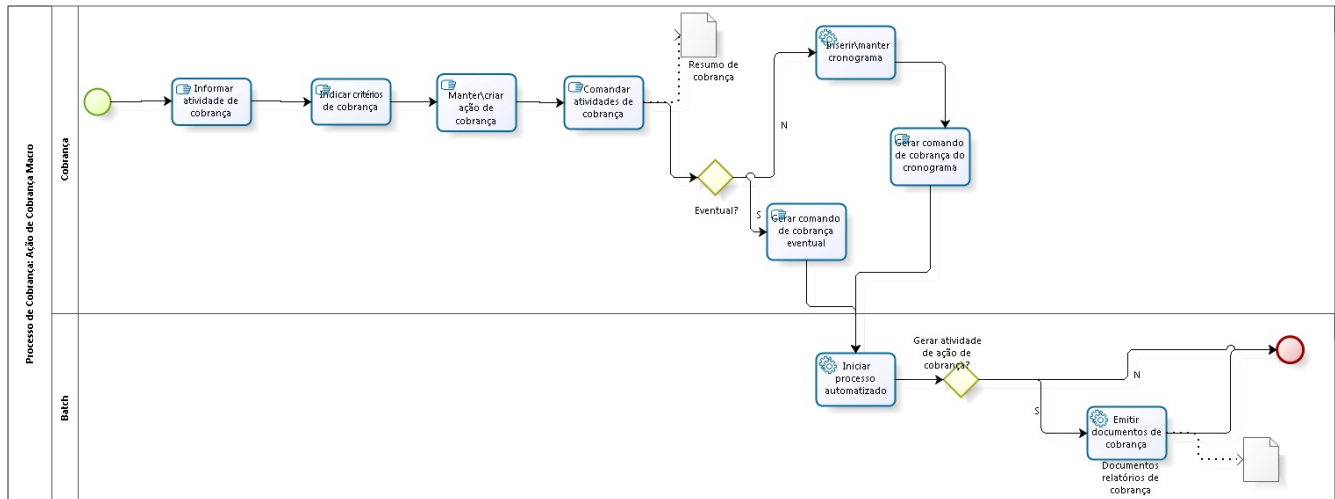 Processo de Cobrança: Ação de Cobrança Macro
Cobrança
Informar
atividade de
cobrança
Indicar critérios
de cobrança
Manter\criar
ação de
cobrança
Comandar
atividades de
cobrança
Resumo de
cobrança
Eventual?
N
S
Inserir\manter
cronograma
Gerar comando
de cobrança do
cronograma
Gerar comando
de cobrança
eventual
Batch
Iniciar
processo
automatizado
Gerar atividade
de ação de
cobrança?
N
S
Emitir
documentos de
cobrança
Documentos
relatórios de
cobrança